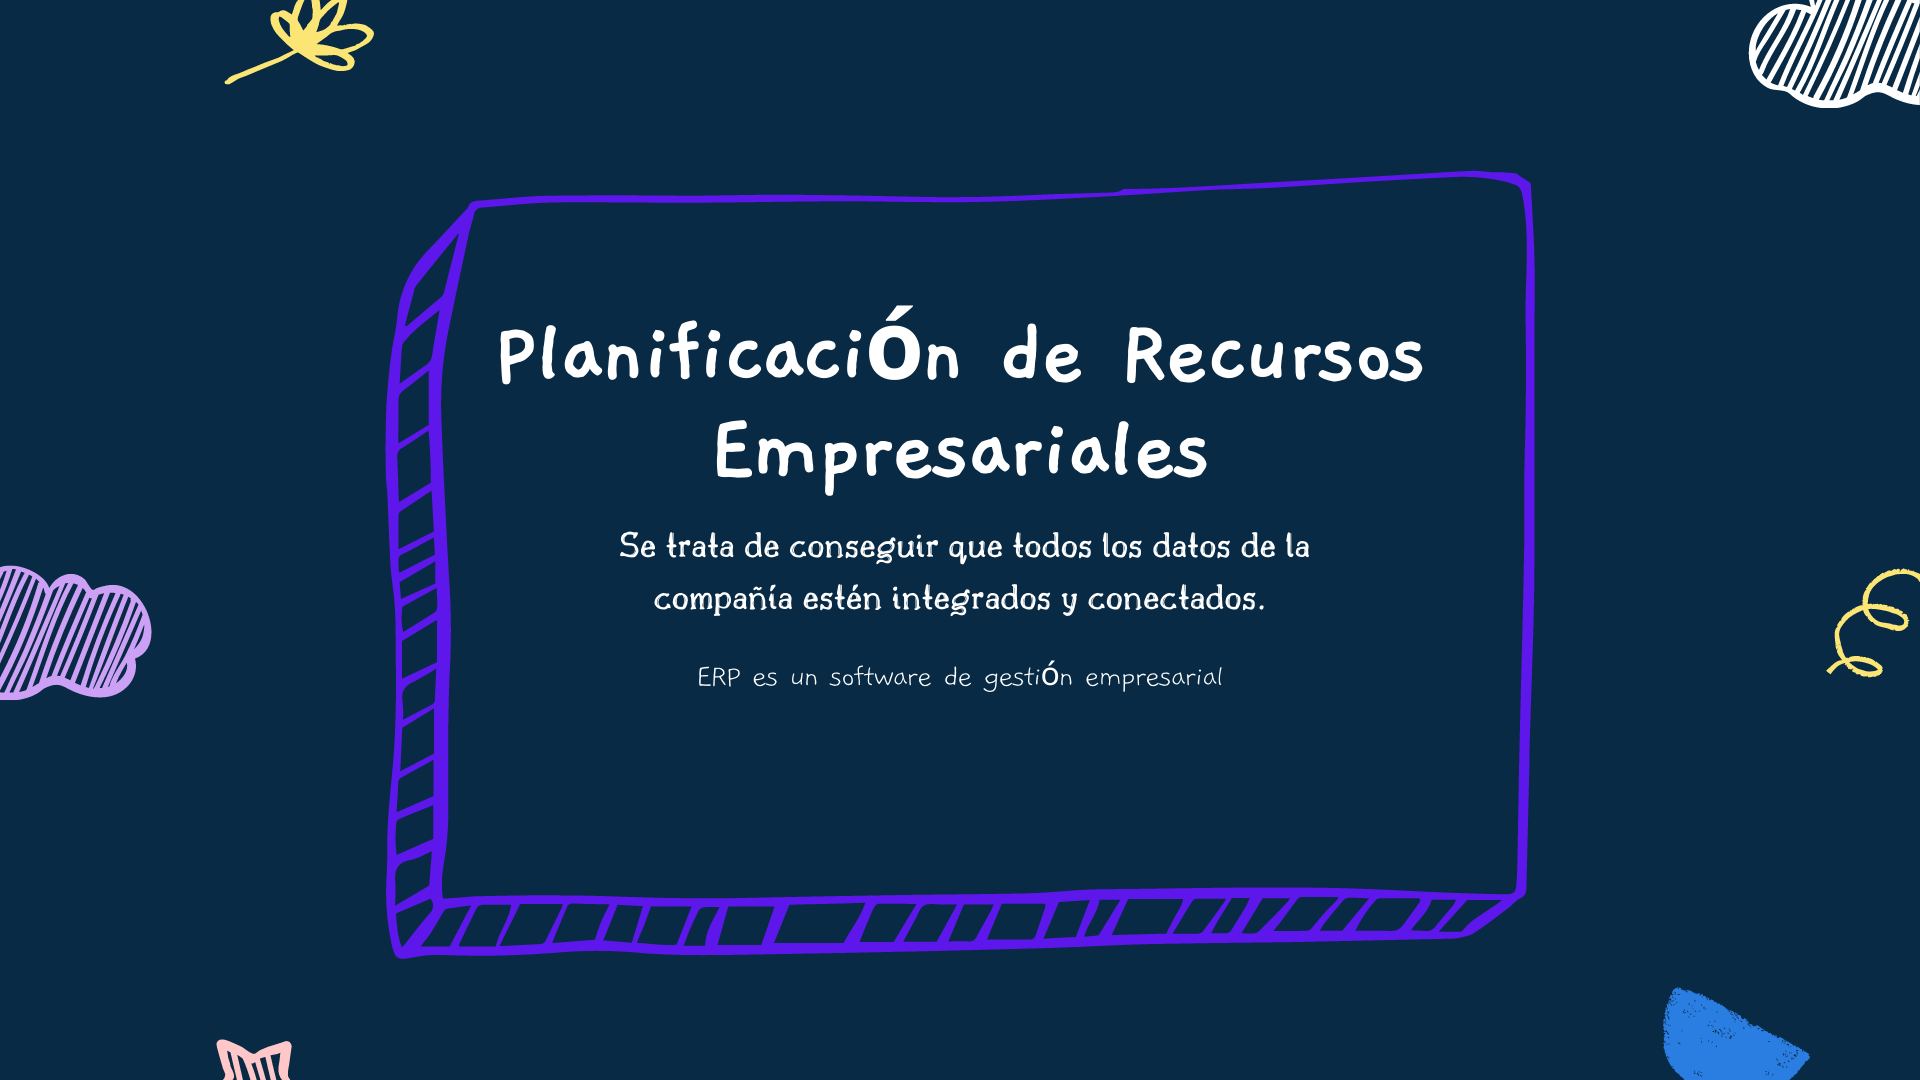 Planificación de Recursos
Empresariales
Se trata de conseguir que todos los datos de la
compañía estén integrados y conectados.
ERP es un software de gestión empresarial